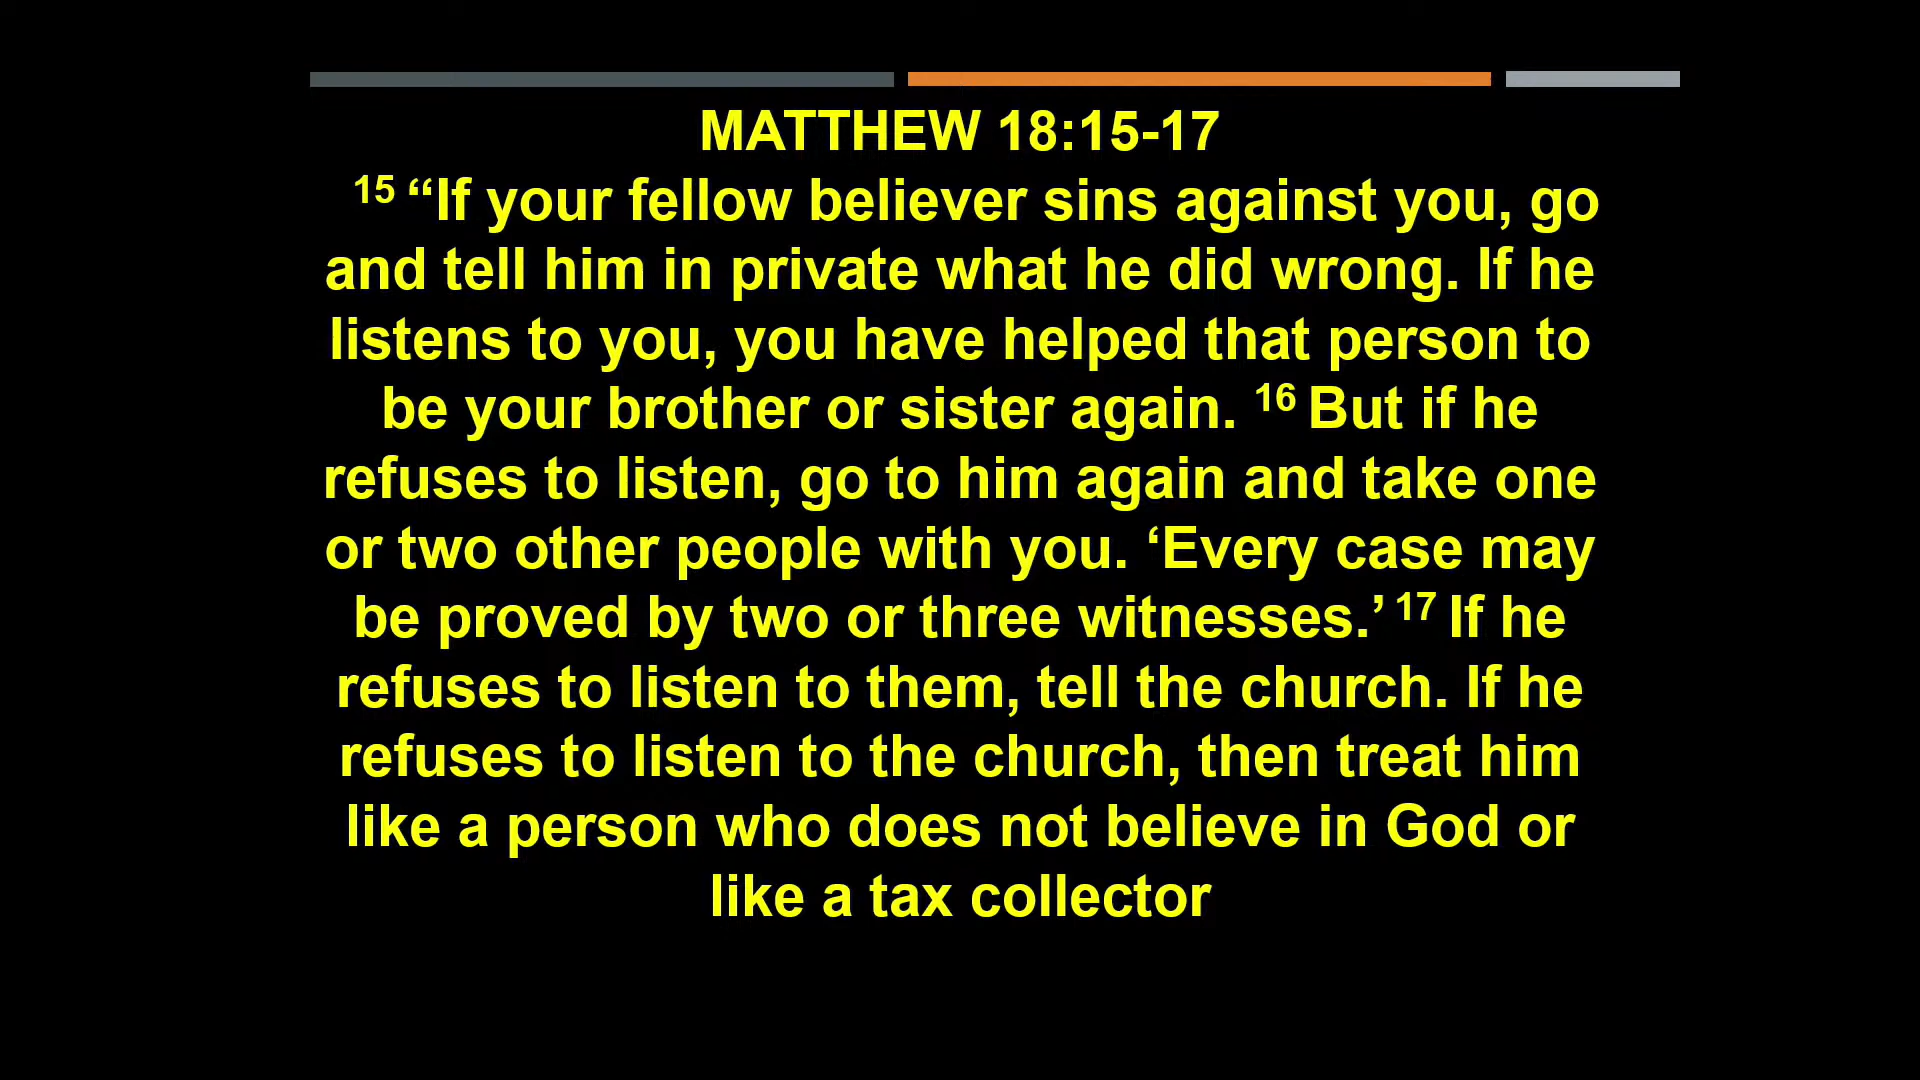 MATTHEW 18:15-17
15 “If your fellow believer sins against you, go
and tell him in private what he did wrong. If he
listens to you, you have helped that person to
be your brother or sister again. 16 But if he
refuses to listen, go to him again and take one
or two other people with you. ‘Every case may
be proved by two or three witnesses.’ 17 If he
refuses to listen to them, tell the church. If he
refuses to listen to the church, then treat him
like a person who does not believe in God or
like a tax collector